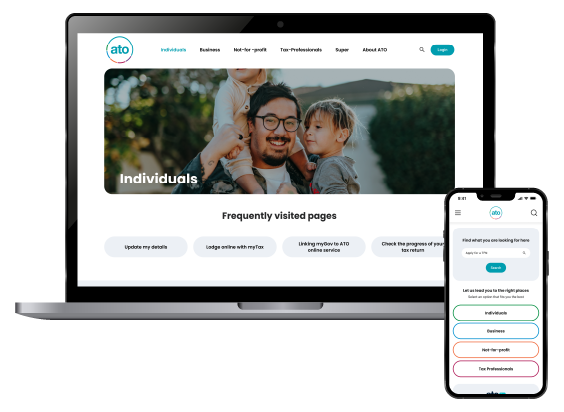 ato
Individuals Business Not-for -profit Tax-Professionals Super About ATO Login
Individuals
Frequently visited pages
Update my details
Lodge online with myTax
Linking myGov to ATO
online service
Check the progress of your
tax return
9:41
ato
Find what you are looking for here
Apply for a TFN
Search
Let us lead you to the right places
Select an option that fits you the best
Individuals
Business
Not-for-profit
Tax Professionals